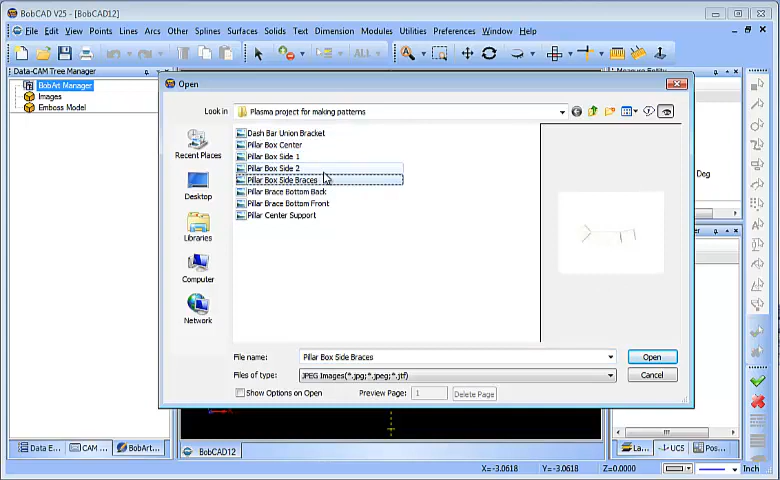 BobCAD V25 - [BobCAD12]
File Edit View Points Lines Arcs Other Splines Surfaces Solids Text Dimension Modules Utilities Preferences Window Help
ALL
Data-CAM Tree Manager
BobArt Manager
Images
Emboss Model
Measure Entity
Open
Look in
Plasma project for making patterns
Recent Places
Desktop
Libraries
Computer
Network
Dash Bar Union Bracket
Pillar Box Center
Pillar Box Side 1
Pillar Box Side 2
Pillar Box Side Braces
Pillar Brace Bottom Back
Pillar Brace Bottom Front
Pillar Center Support
Deg
File name:
Pillar Box Side Braces
Open
Files of type:
JPEG Images(*.jpg;*.jpeg;*.jtf)
Cancel
Show Options on Open
Preview Page:
1
Delete Page
Data E...
CAM ...
BobArt...
BobCAD12
La...
UCS
Pos...
X=-3.0618
Y=-3.0618
Z=0.0000
Inch